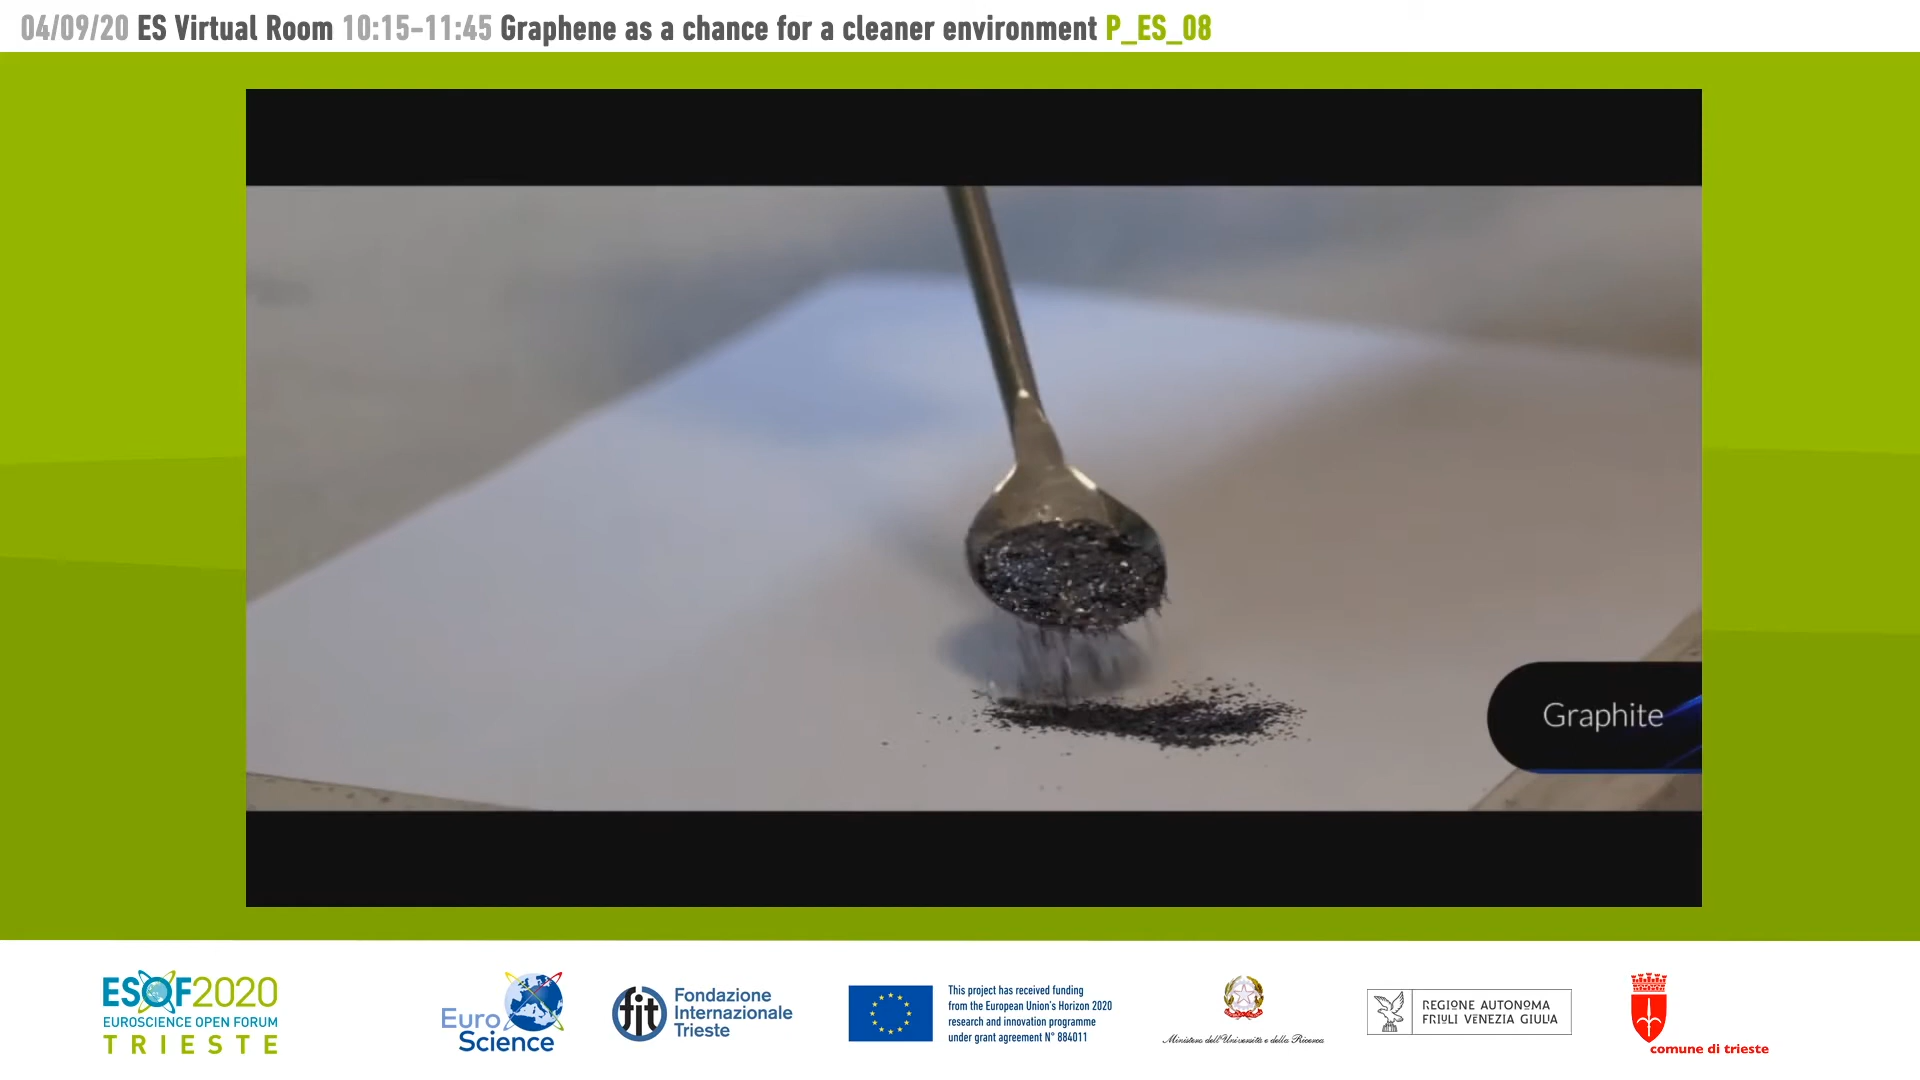 04/09/20 ES Virtual Room 10:15-11:45 Graphene as a chance for a cleaner environment P_ES_08
Graphite
ESOF2020
EUROSCIENCE OPEN FORUM
TRIESTE
Euro
Science
fit
Fondazione
Internazionale
Trieste
This project has received funding
from the European Union's Horizon 2020
research and innovation programme
under grant agreement N° 884011
Ministero dell'Università e della Ricerca
REGIONE AUTONOMA
FRIULI VENEZIA GIULIA
comune di trieste